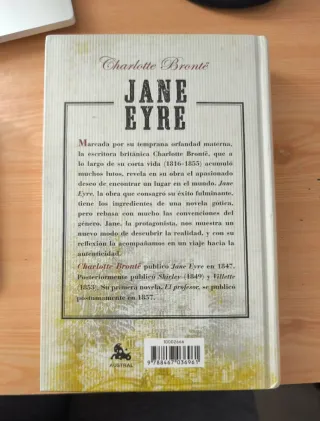 Charlotte Brontë
JANE
EYRE
Marcada por su temprana orfandad materna,
la escritora británica Charlotte Brontë, que a
lo largo de su corta vida (1816-1855) acumuló
muchos lutos, revela en su obra el apasionado
deseo de encontrar un lugar en el mundo. Jane
Eyre, la obra que consagró su éxito fulminante,
tiene los ingredientes de una novela gótica,
pero rebasa con mucho las convenciones del
género. Jane, la protagonista, nos muestra un
nuevo modo de descubrir la realidad, y con
su reflexión la acompañamos en un viaje hacia la
autenticidad.
Charlotte Brontë publicó Jane Eyre en 1847.
Posteriormente publicó Shirley (1849) y Villette
(1853). Su primera novela, El profesor, se publicó
póstumamente en 1857.
AUSTRAL
9788467036961